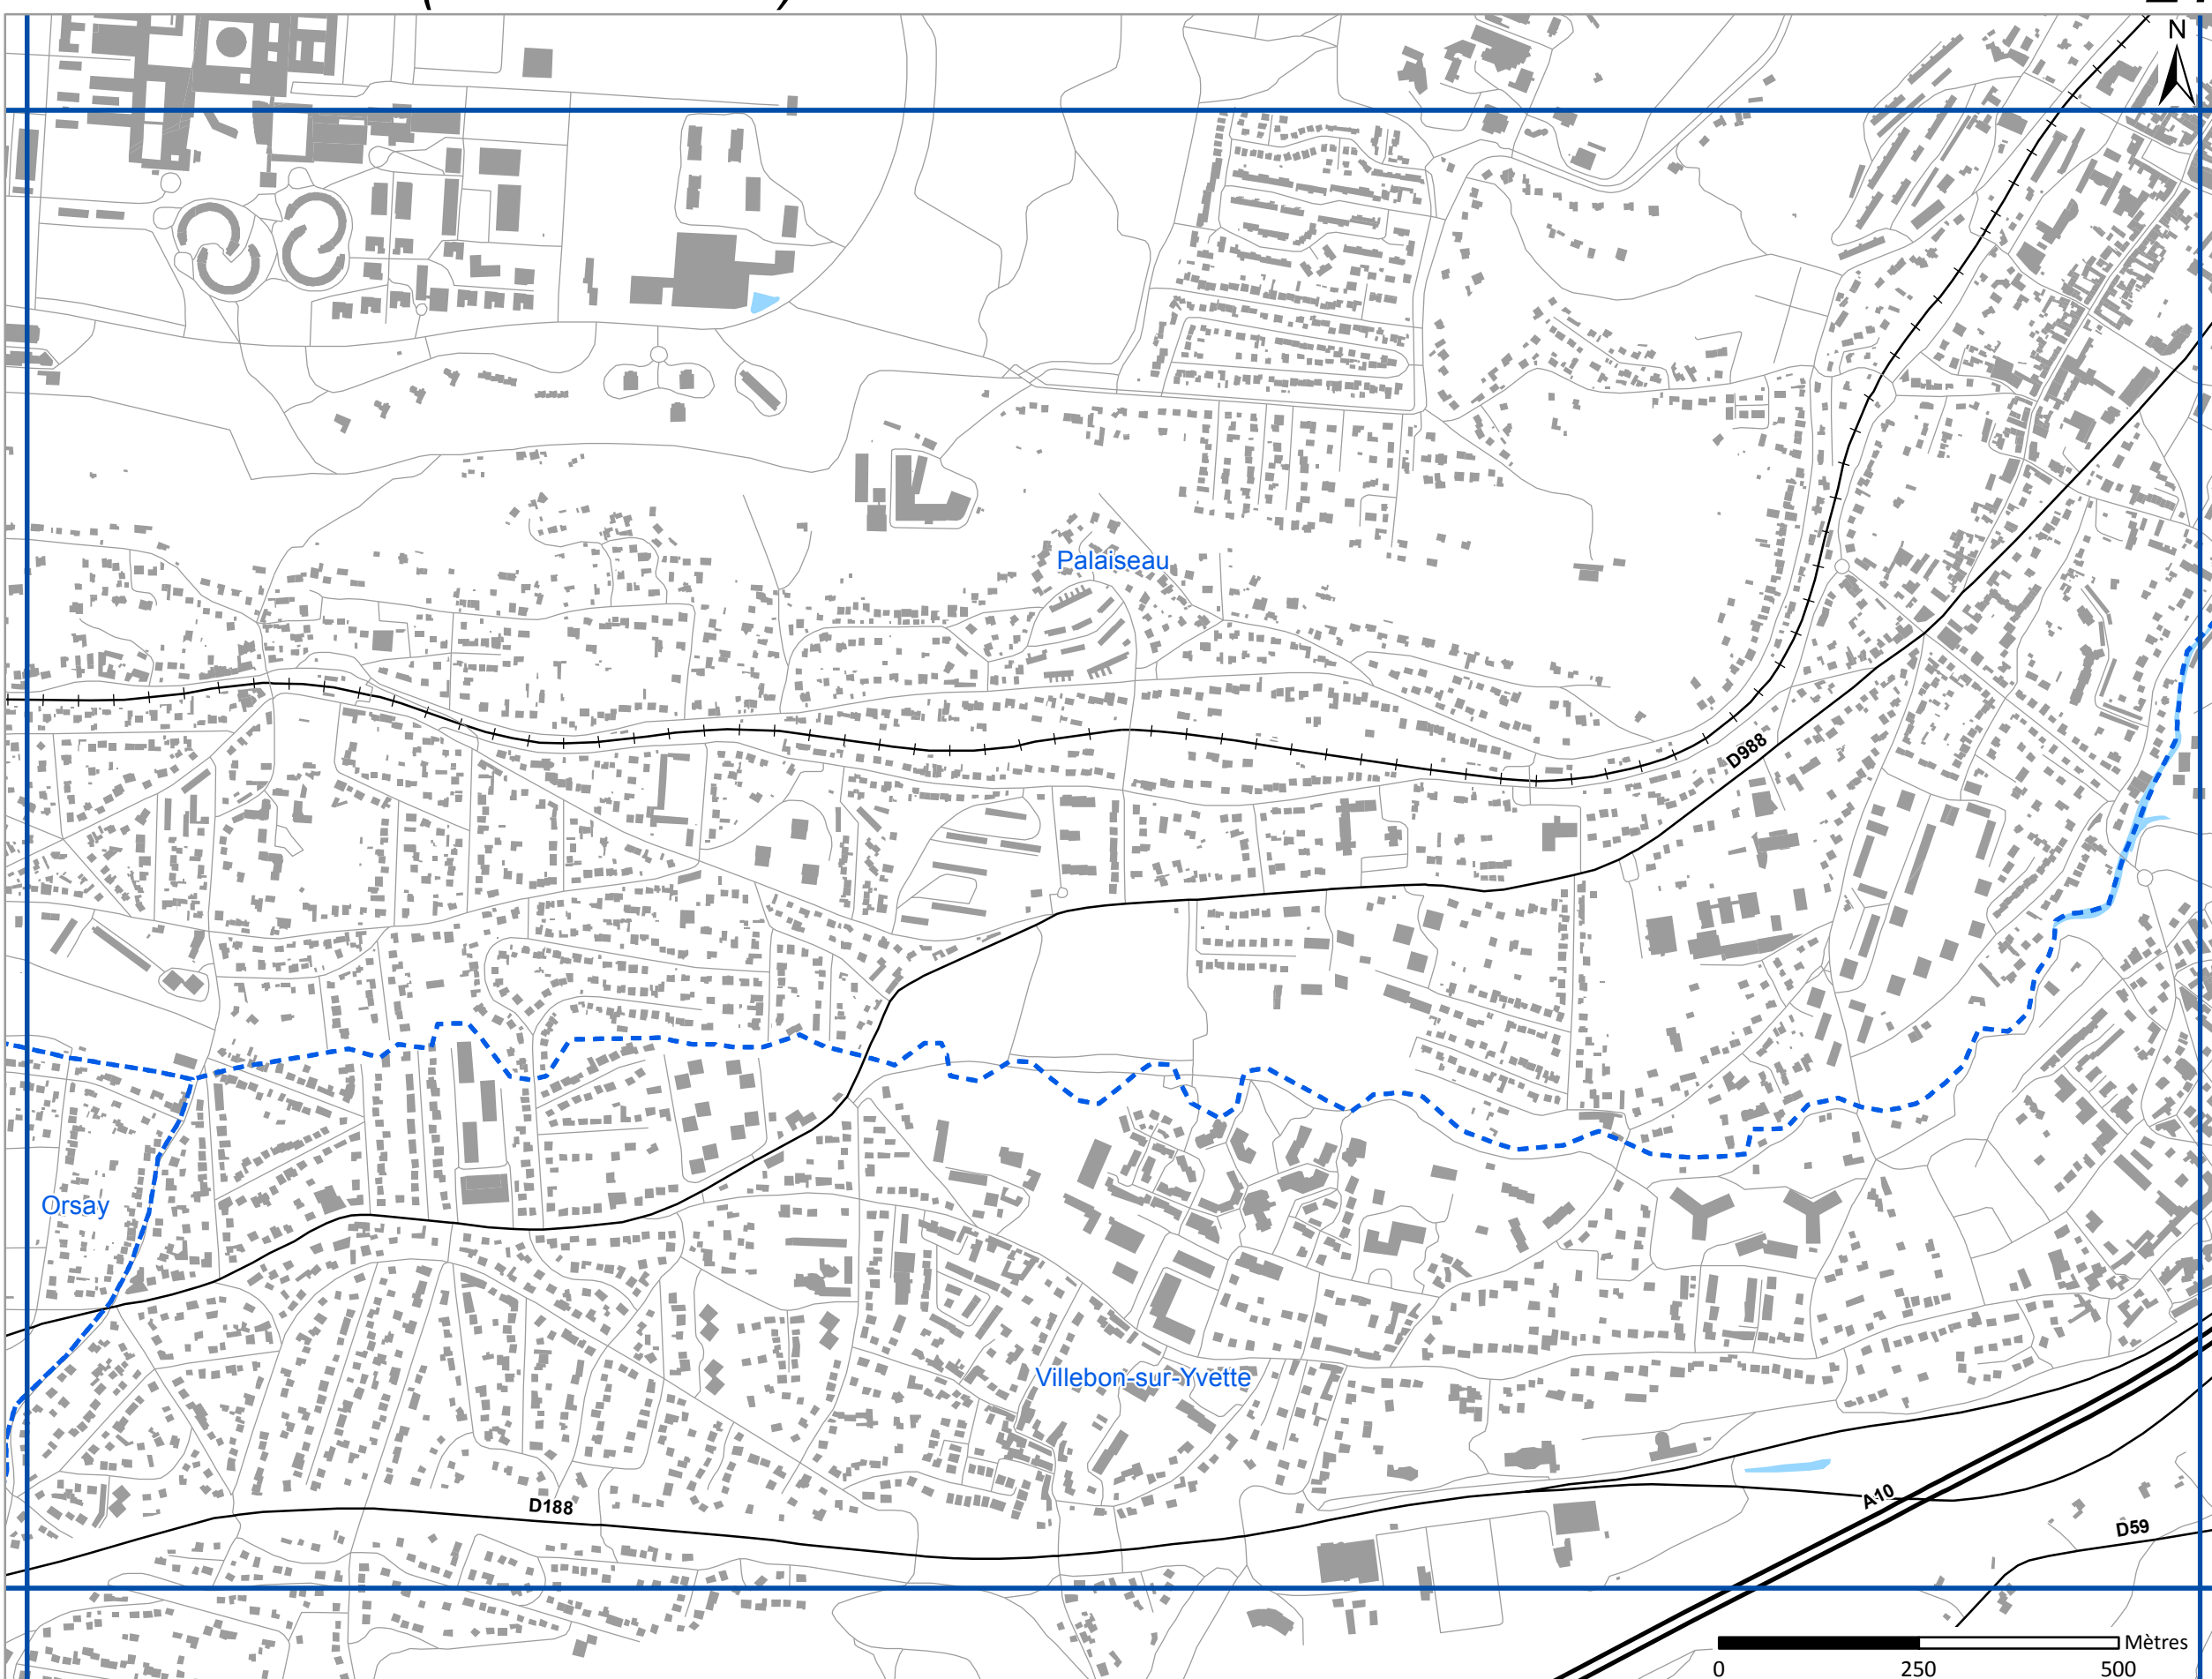 N
Palaiseau
D988
Orsay
Villebon-sur-Yvette
D188
A10
D59
Mètres
0 250 500